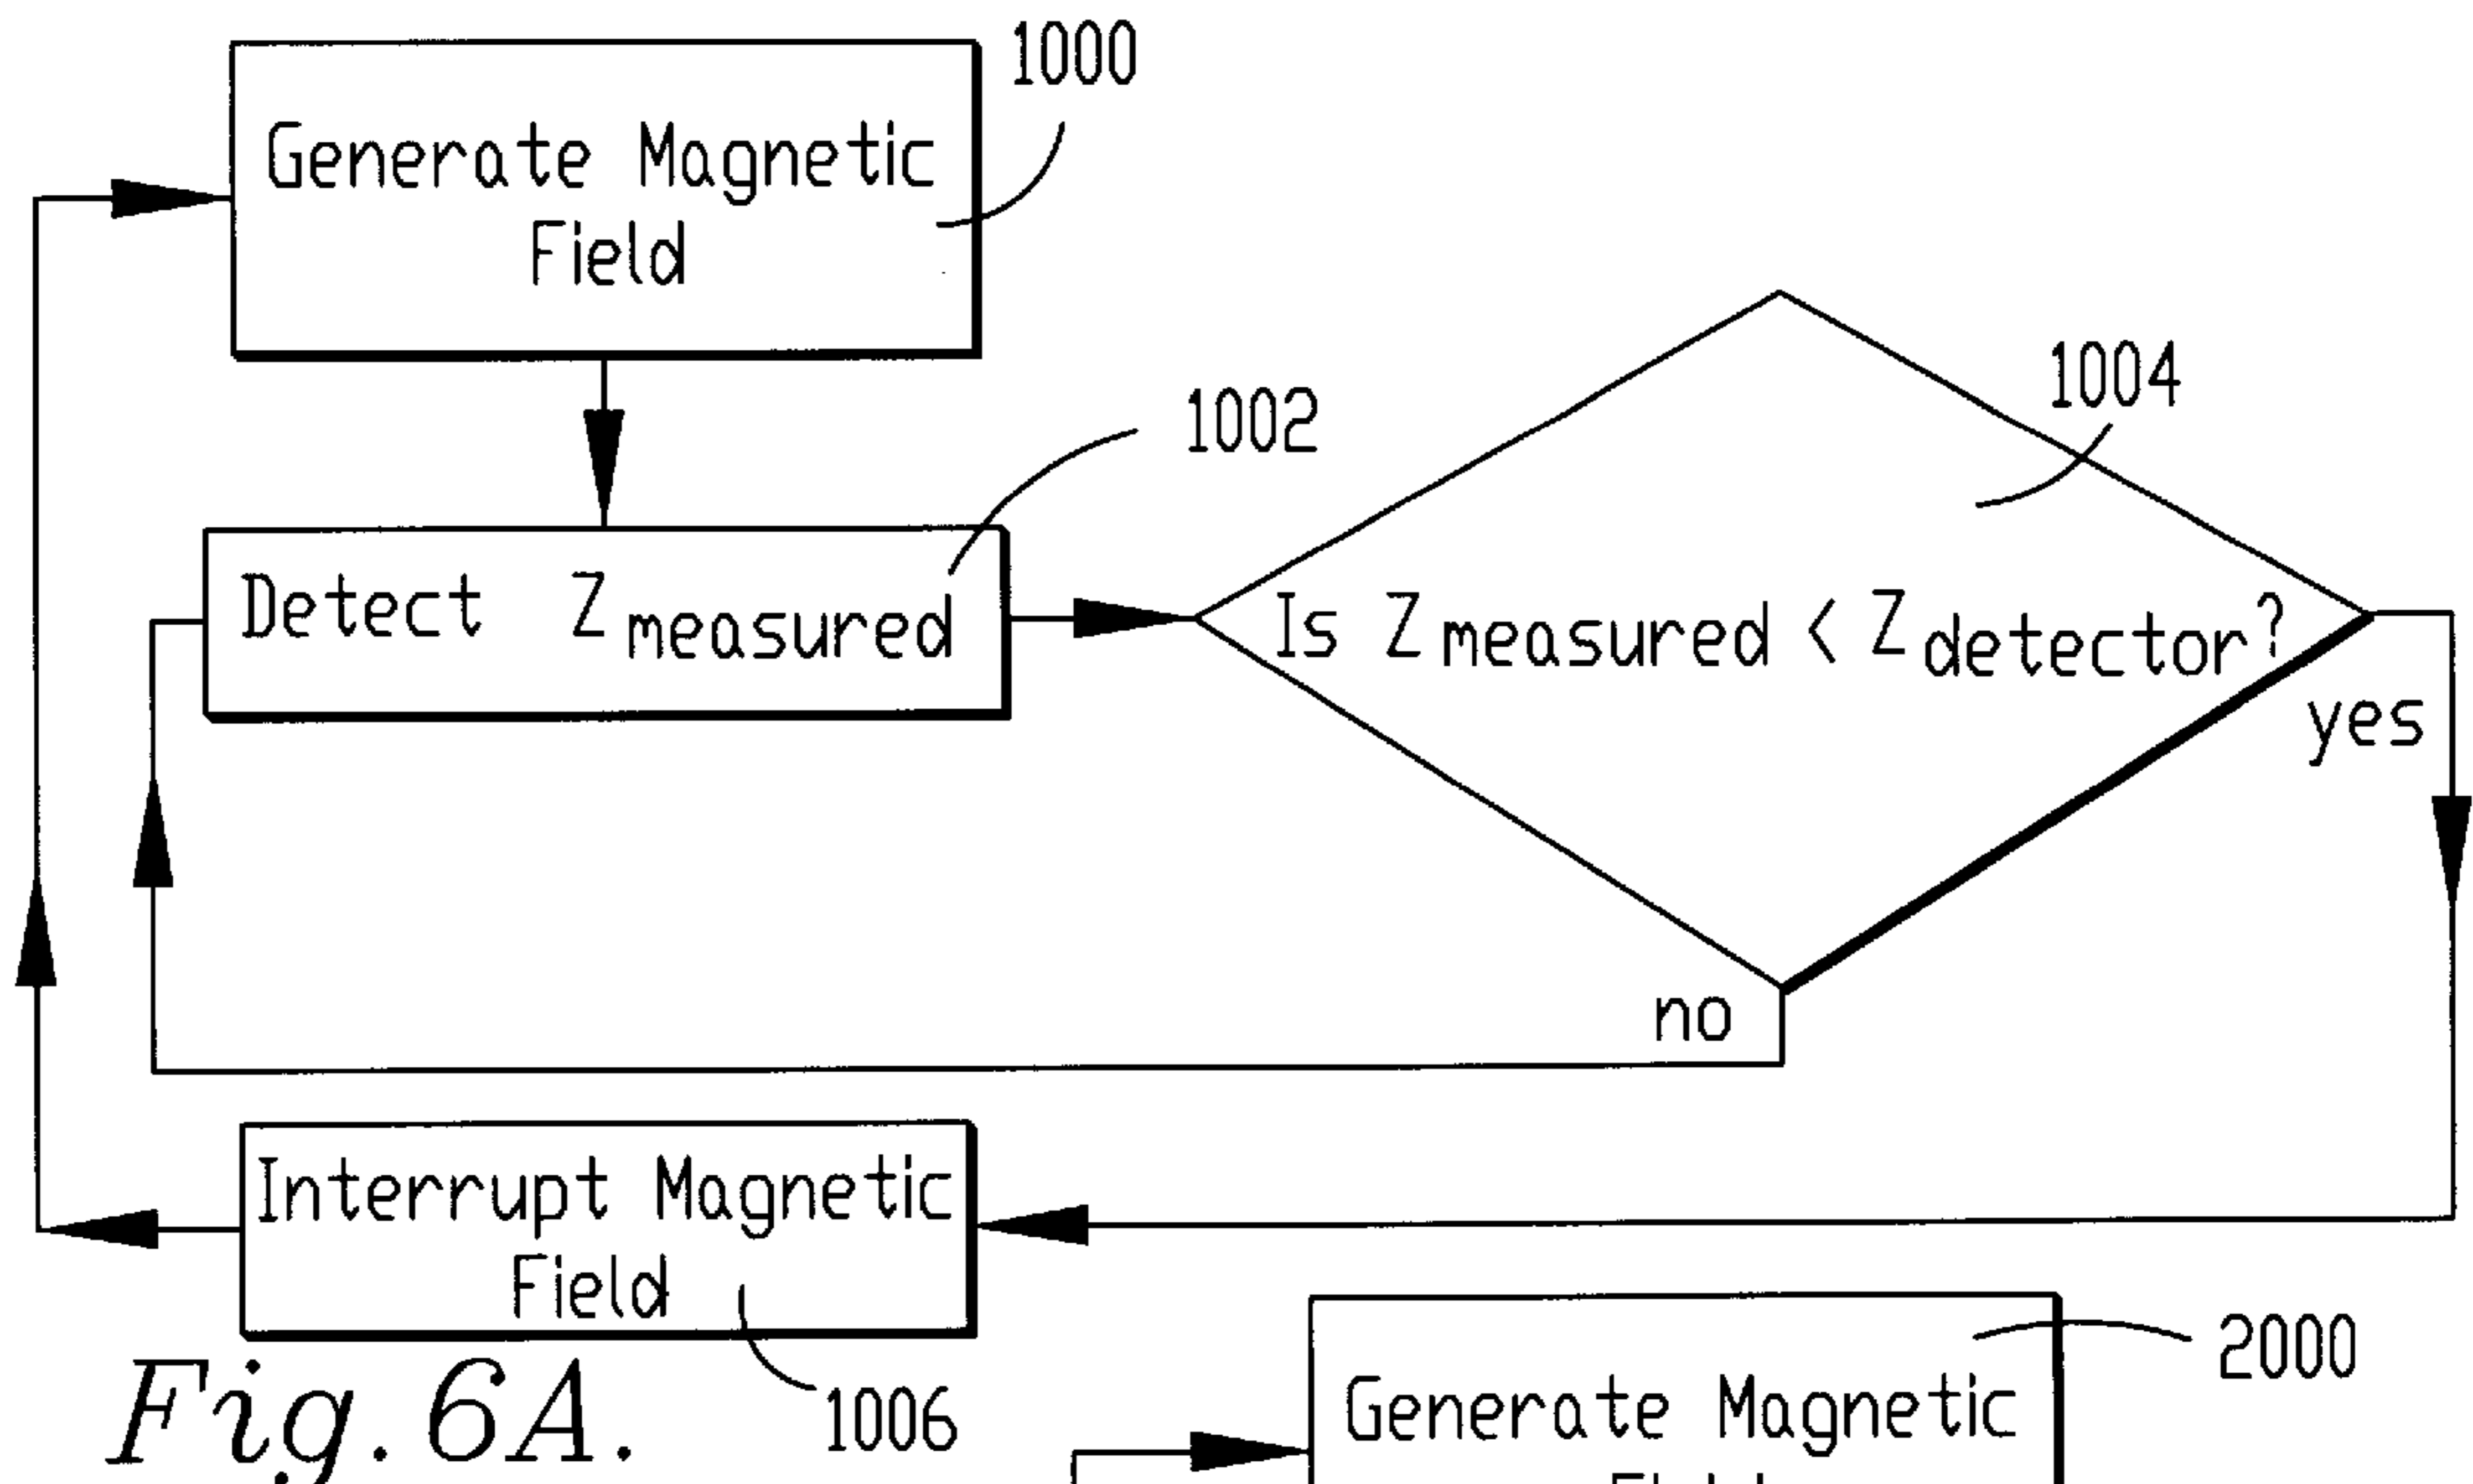 1000
Generate Magnetic
Field
1002
1004
Detect Zmeasured
Is Zmeasured < Zdetector?
yes
no
Interrupt Magnetic
Field
1006
Fig. 6A.
2000
Generate Magnetic